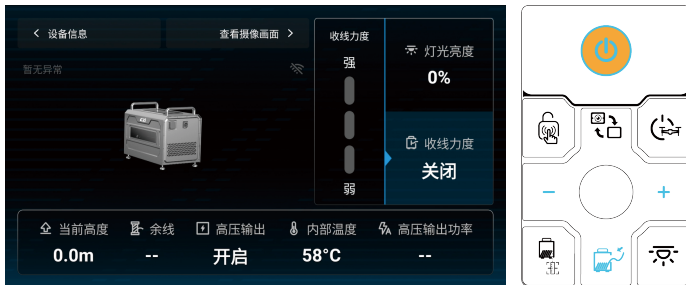 设备信息
查看摄像画面
暂无异常
收线力度
强
弱
灯光亮度
0%
收线力度
关闭
当前高度
余线
高压输出
内部温度
高压输出功率
0.0m
--
开启
58°C
--